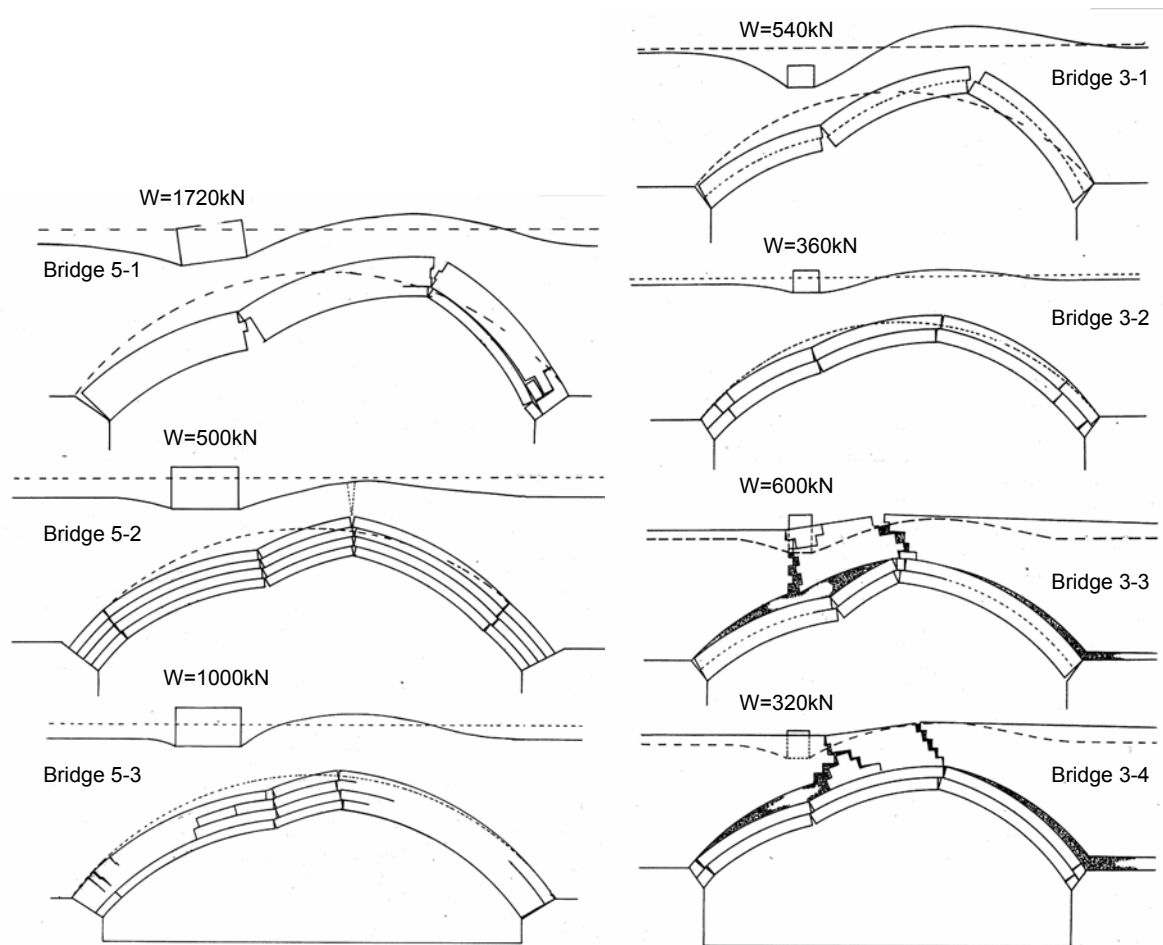 W=1720kN
Bridge 5-1
W=500kN
Bridge 5-2
W=1000kN
Bridge 5-3
W=540kN
Bridge 3-1
W=360kN
Bridge 3-2
W=600kN
Bridge 3-3
W=320kN
Bridge 3-4